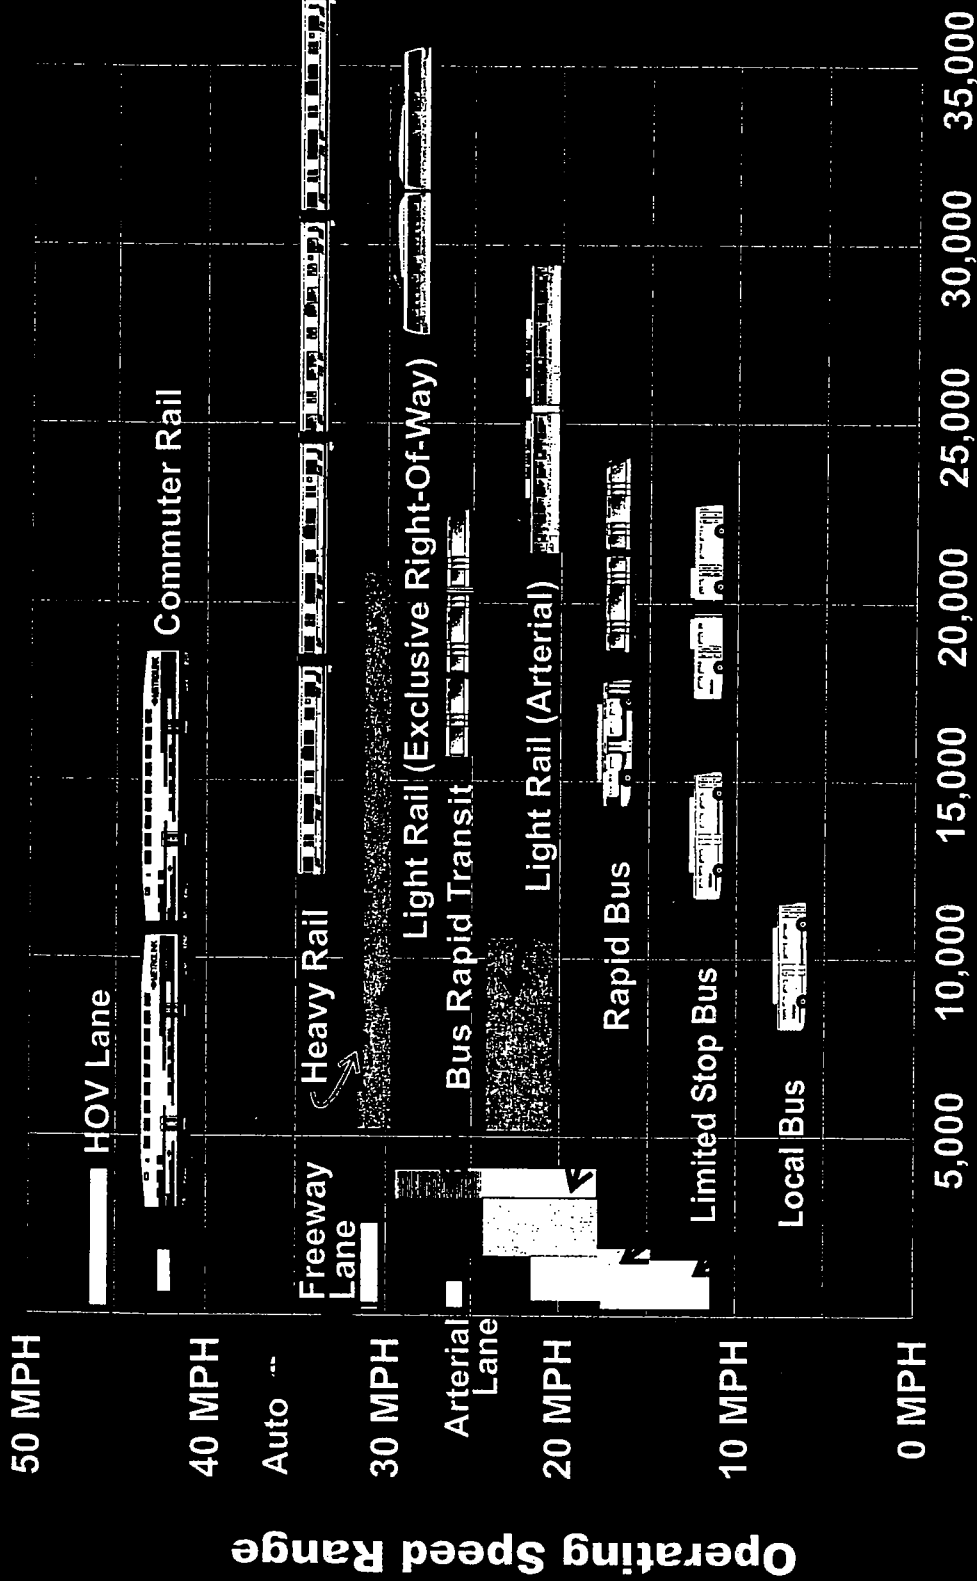 Operating Speed Range
50 MPH
40 MPH
Auto
30 MPH
20 MPH
10 MPH
0 MPH
HOV Lane
Commuter Rail
Freeway
Lane
Heavy Rail
Light Rail (Exclusive Right-Of-Way)
Arterial
Lane
Bus Rapid Transit
Light Rail (Arterial)
Rapid Bus
Limited Stop Bus
Local Bus
5,000
10,000
15,000
20,000
25,000
30,000
35,000